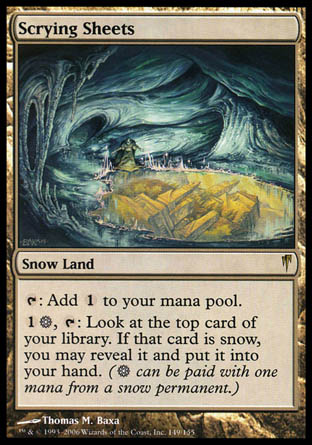 Scrying Sheets
Snow Land
: Add 1 to your mana pool.
1 , : Look at the top card of
your library. If that card is snow,
you may reveal it and put it into
your hand. ( can be paid with one
mana from a snow permanent.)
Thomas M. Baxa
™ & © 1993–2006 Wizards of the Coast, Inc. 149/155